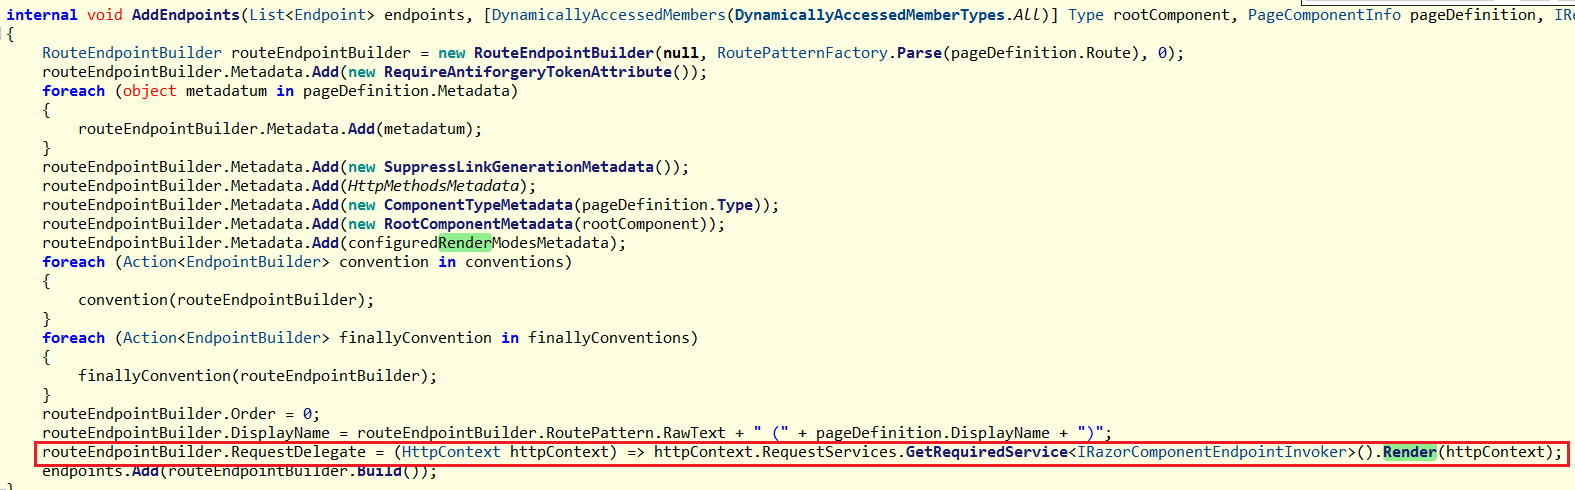 internal void AddEndpoints(List<Endpoint> endpoints, [DynamicallyAccessedMembers(DynamicallyAccessedMemberTypes.All)] Type rootComponent, PageComponentInfo pageDefinition,
{
    RouteEndpointBuilder routeEndpointBuilder = new RouteEndpointBuilder(null, RoutePatternFactory.Parse(pageDefinition.Route), 0);
    routeEndpointBuilder.Metadata.Add(new RequireAntiforgeryTokenAttribute());
    foreach (object metadatum in pageDefinition.Metadata)
    {
        routeEndpointBuilder.Metadata.Add(metadatum);
    }
    routeEndpointBuilder.Metadata.Add(new SuppressLinkGenerationMetadata());
    routeEndpointBuilder.Metadata.Add(HttpMethodsMetadata);
    routeEndpointBuilder.Metadata.Add(new ComponentTypeMetadata(pageDefinition.Type));
    routeEndpointBuilder.Metadata.Add(new RootComponentMetadata(rootComponent));
    routeEndpointBuilder.Metadata.Add(configuredRenderModesMetadata);
    foreach (Action<EndpointBuilder> convention in conventions)
    {
        convention(routeEndpointBuilder);
    }
    foreach (Action<EndpointBuilder> finallyConvention in finallyConventions)
    {
        finallyConvention(routeEndpointBuilder);
    }
    routeEndpointBuilder.Order = 0;
    routeEndpointBuilder.DisplayName = routeEndpointBuilder.RoutePattern.RawText + " (" + pageDefinition.DisplayName + ")";
    routeEndpointBuilder.RequestDelegate = (HttpContext httpContext) => httpContext.RequestServices.GetRequiredService<IRazorComponentEndpointInvoker>().Render(httpContext);
    endpoints.Add(routeEndpointBuilder.Build());
}